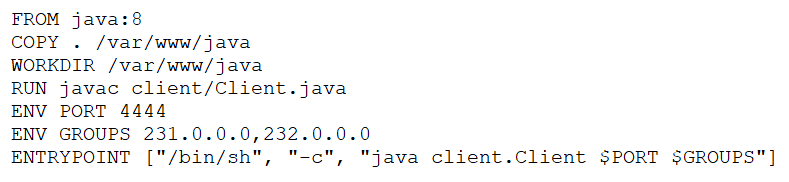 FROM java:8
COPY . /var/www/java
WORKDIR /var/www/java
RUN javac client/Client.java
ENV PORT 4444
ENV GROUPS 231.0.0.0,232.0.0.0
ENTRYPOINT ["/bin/sh", "-c", "java client.Client $PORT $GROUPS"]